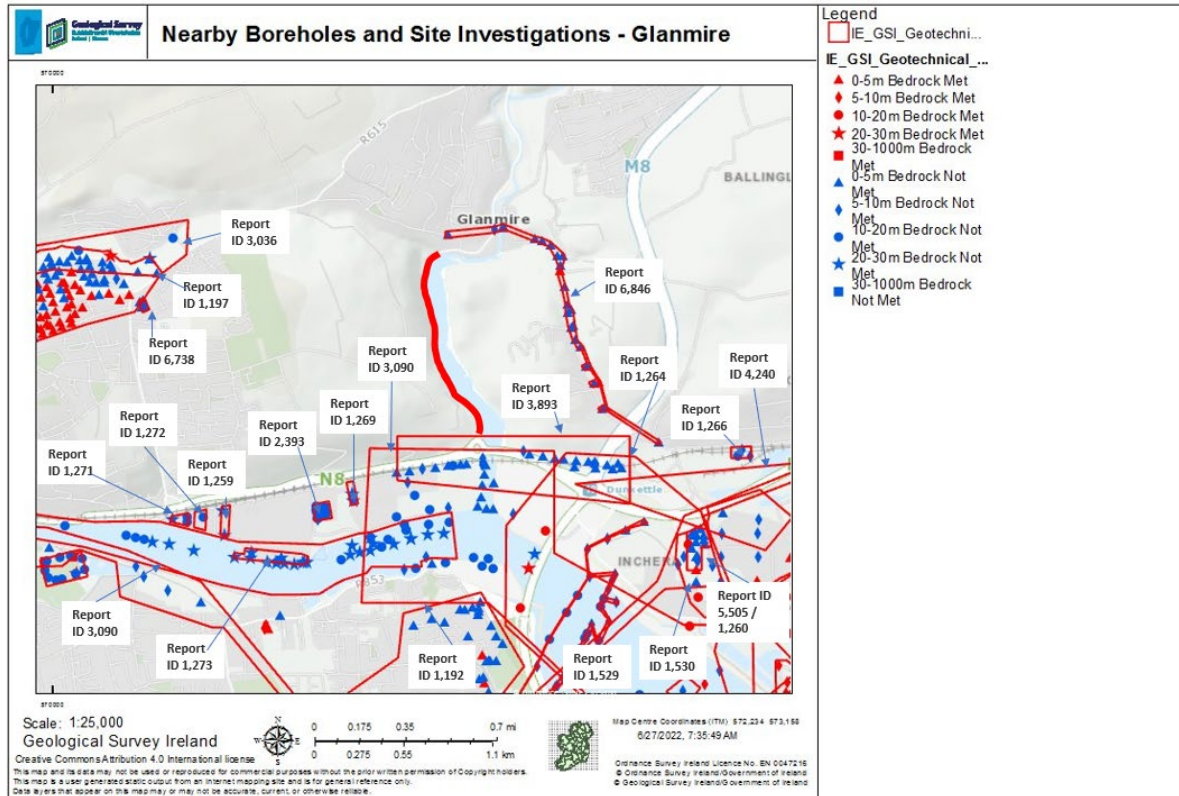 Geological Survey
Nearby Boreholes and Site Investigations - Glanmire
Legend
IE_GSI_Geotechni...
IE_GSI_Geotechnical_...
0-5m Bedrock Met
5-10m Bedrock Met
10-20m Bedrock Met
20-30m Bedrock Met
30-1000m Bedrock
Met
0-5m Bedrock Not
Met
5-10m Bedrock Not
Met
10-20m Bedrock Not
Met
20-30m Bedrock Not
Met
30-1000m Bedrock
Not Met
570000
R615
M8
BALLINGL
Glanmire
Report
ID 3,036
Report
ID 1,197
Report
ID 6,846
Report
ID 6,738
Report
ID 3,090
Report
ID 1,264
Report
ID 4,240
Report
ID 3,893
Report
ID 1,269
Report
ID 1,272
Report
ID 2,393
Report
ID 1,266
Report
ID 1,271
Report
ID 1,259
N8
Dunkettle
INCHERA
R853
Report ID
5,505 /
1,260
Report
ID 3,090
Report
ID 1,273
Report
ID 1,192
Report
ID 1,529
Report
ID 1,530
570000
Scale: 1:25,000
Geological Survey Ireland
Creative Commons Attribution 4.0 International license
This map and its data may not be used or reproduced for commercial purposes without the prior written permission of Copyright holders.
This map is a user generated static output from an Internet mapping site and is for general reference only.
Data layers that appear on this map may or may not be accurate, current, or otherwise reliable.
N
W E
S
0 0.175 0.35 0.7 mi
0 0.275 0.55 1.1 km
Map Centre Coordinates (ITM) 572,234 573,158
6/27/2022, 7:35:49 AM
Ordnance Survey Ireland Licence No. EN 0047216
© Ordnance Survey Ireland/Government of Ireland
© Geological Survey Ireland/Government of Ireland